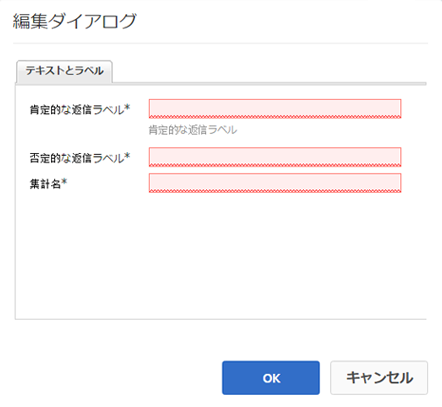 編集ダイアログ
テキストとラベル
肯定的な返信ラベル*
肯定的な返信ラベル
否定的な返信ラベル*
集計名*
OK
キャンセル